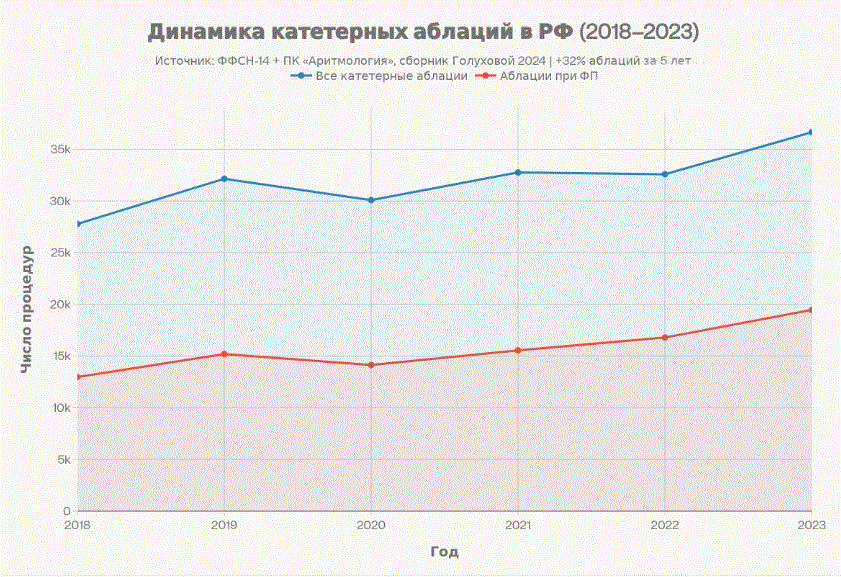 Динамика катетерных аблаций в РФ (2018–2023)
Источник: ФФСН-14 + ПК «Аритмология», сборник Голуховой 2024 | +32% аблаций за 5 лет
Все катетерные аблации Аблации при ФП
Число процедур
35k
30k
25k
20k
15k
10k
5k
0
2018 2019 2020 2021 2022 2023
Год